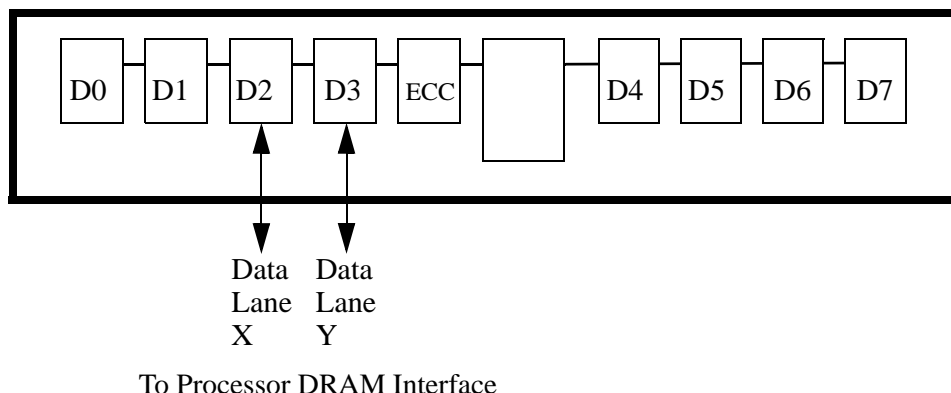 D0 D1 D2 D3 ECC D4 D5 D6 D7
Data Data
Lane Lane
X Y
To Processor DRAM Interface